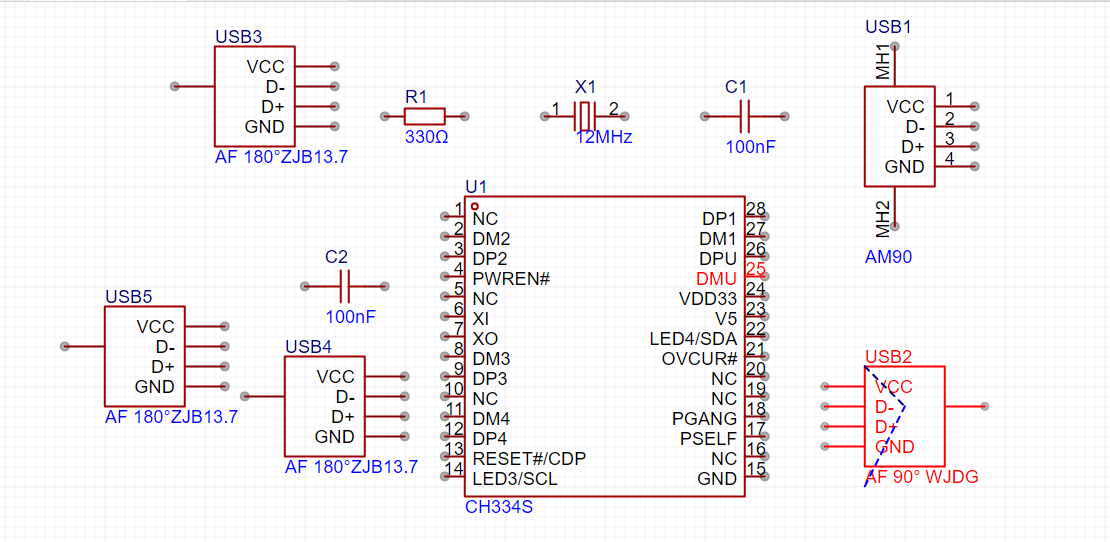 USB3
VCC
D-
D+
GND
AF 180°ZJB13.7
R1
330Ω
X1
1 2
12MHz
C1
100nF
USB1
MH1
VCC 1
D- 2
D+ 3
GND 4
MH2
AM90
U1
1 NC DP1 28
2 DM2 DM1 27
3 DP2 DPU 26
4 PWREN# DMU 25
5 NC VDD33 24
6 XI V5 23
7 XO LED4/SDA 22
8 DM3 OVCUR# 21
9 DP3 NC 20
10 NC NC 19
11 DM4 PGANG 18
12 DP4 PSELF 17
13 RESET#/CDP NC 16
14 LED3/SCL GND 15
CH334S
C2
100nF
USB5
VCC
D-
D+
GND
AF 180°ZJB13.7
USB4
VCC
D-
D+
GND
AF 180°ZJB13.7
USB2
VCC
D-
D+
GND
AF 90° WJDG